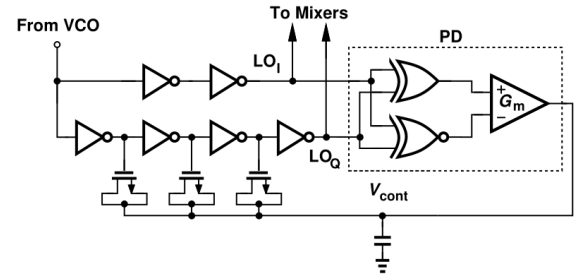 From VCO
To Mixers
PD
LOI
+
Gm
−
LOQ
Vcont